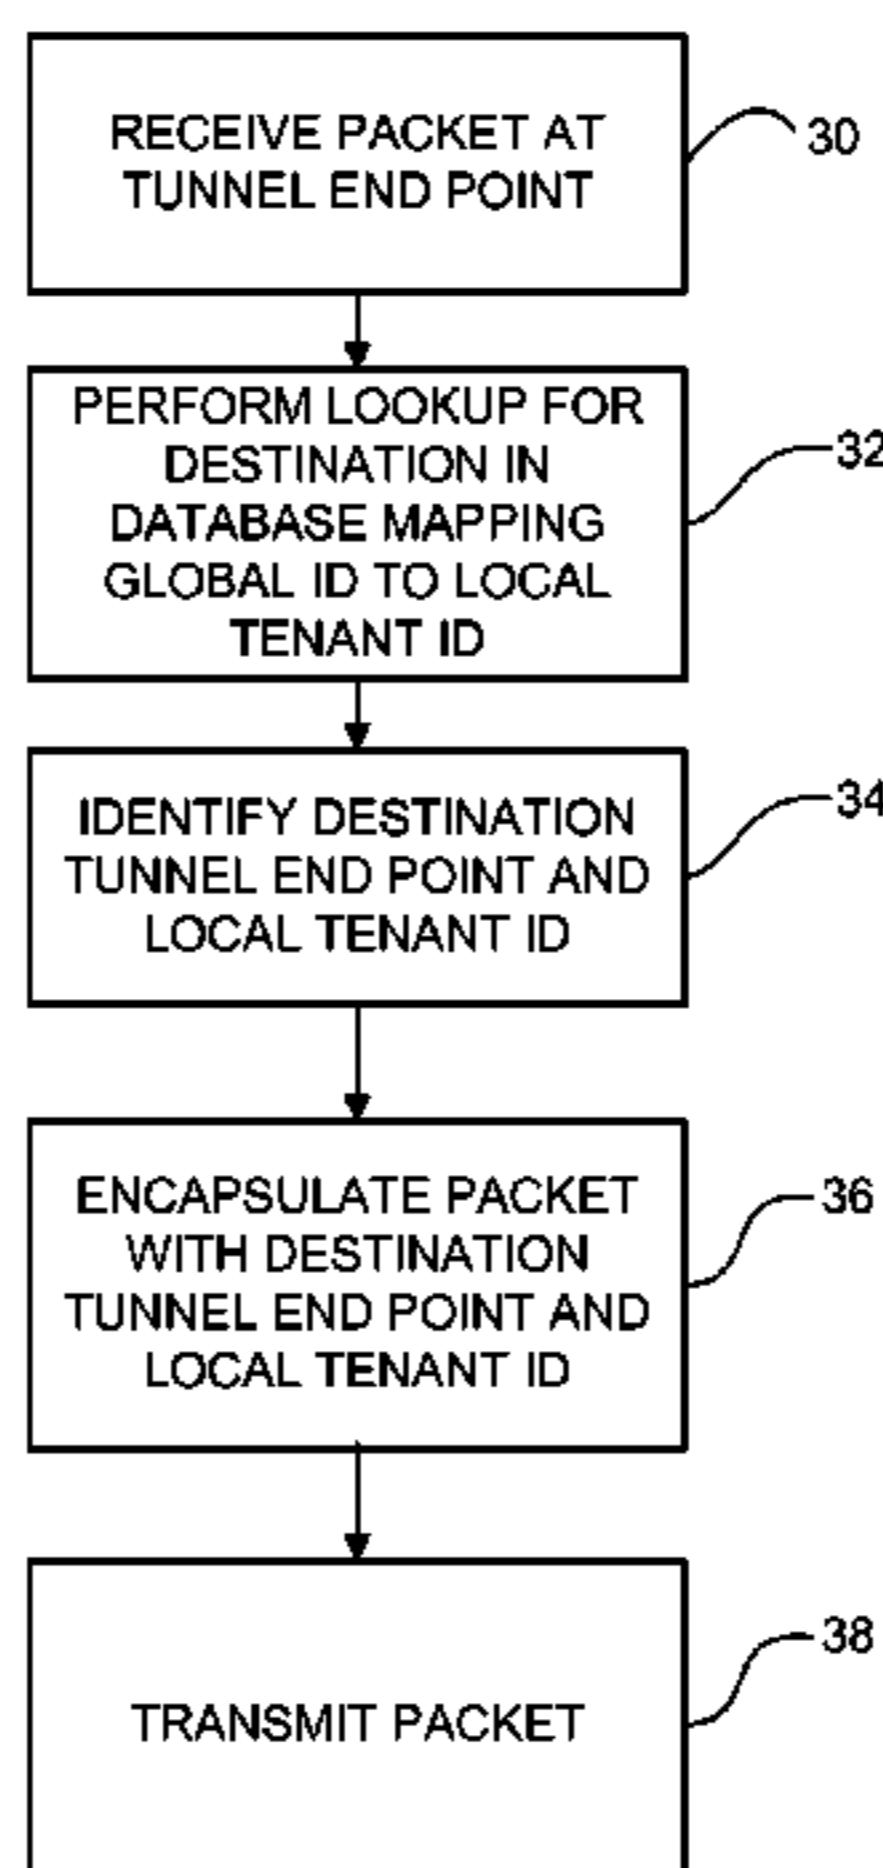 RECEIVE PACKET AT
TUNNEL END POINT
30
PERFORM LOOKUP FOR
DESTINATION IN
DATABASE MAPPING
GLOBAL ID TO LOCAL
TENANT ID
32
IDENTIFY DESTINATION
TUNNEL END POINT AND
LOCAL TENANT ID
34
ENCAPSULATE PACKET
WITH DESTINATION
TUNNEL END POINT AND
LOCAL TENANT ID
36
TRANSMIT PACKET
38